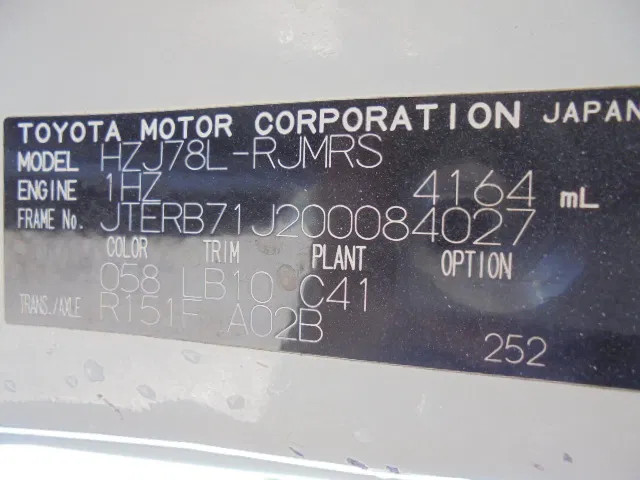 TOYOTA MOTOR CORPORATION JAPAN
MODEL HZJ78L-RJMRS
ENGINE 1HZ 4164 mL
FRAME No. JTERB71J200084027
COLOR TRIM PLANT OPTION
058 LB10 C41
TRANS./AXLE R151F A02B
252